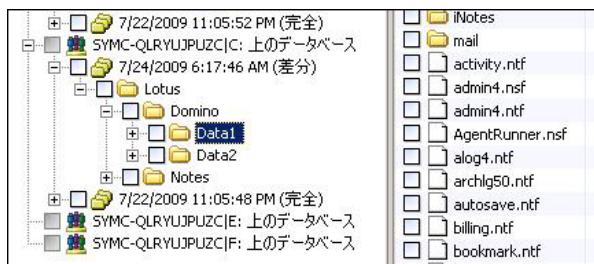 7/22/2009 11:05:52 PM (完全)
SYMC-QLRYUJPUZC|C: 上のデータベース
7/24/2009 6:17:46 AM (差分)
Lotus
Domino
Data1
Data2
Notes
7/22/2009 11:05:48 PM (完全)
SYMC-QLRYUJPUZC|E: 上のデータベース
SYMC-QLRYUJPUZC|F: 上のデータベース
iNotes
mail
activity.ntf
admin4.nsf
admin4.ntf
AgentRunner.nsf
alog4.ntf
archlg50.ntf
autosave.ntf
billing.ntf
bookmark.ntf